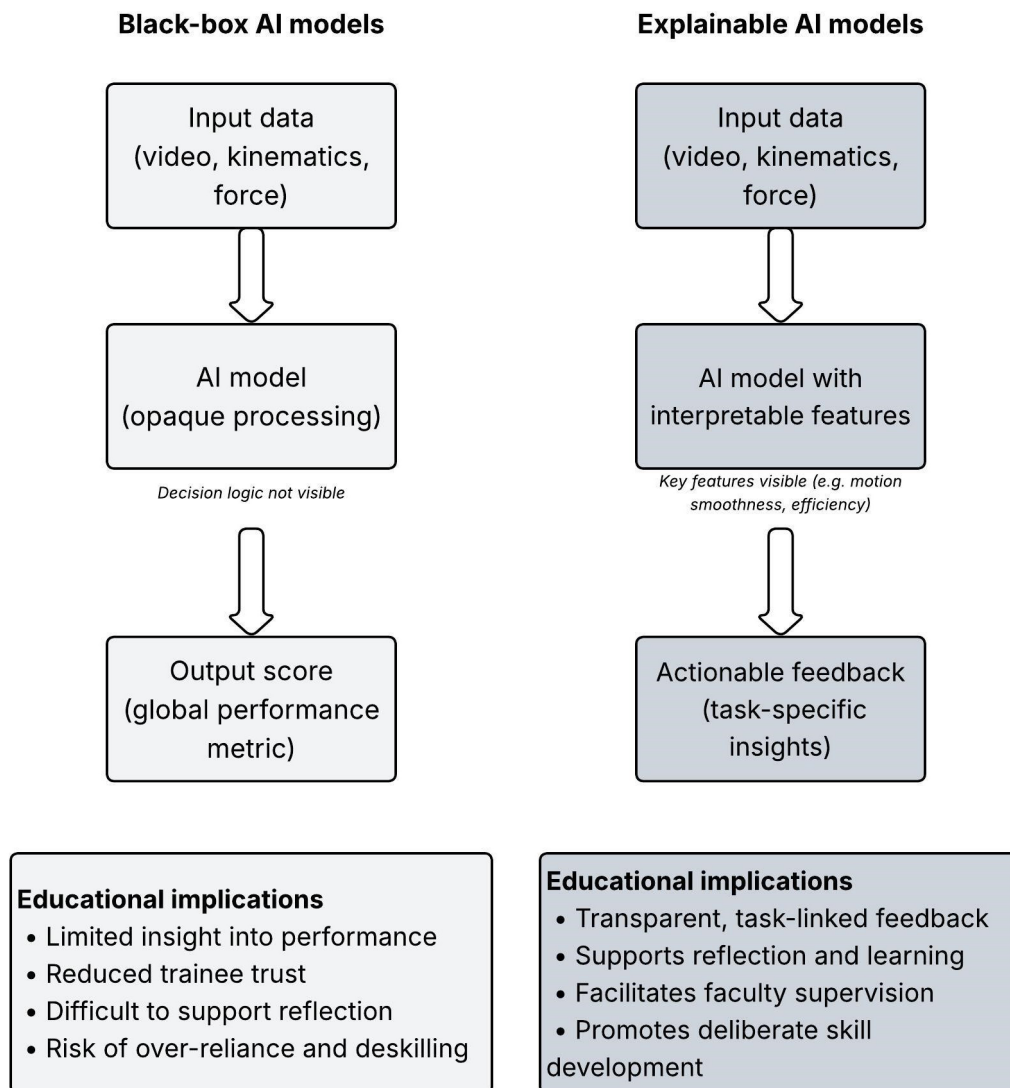 Black-box AI models
Input data
(video, kinematics,
force)
AI model
(opaque processing)
Decision logic not visible
Output score
(global performance
metric)
Educational implications
• Limited insight into performance
• Reduced trainee trust
• Difficult to support reflection
• Risk of over-reliance and deskilling
Explainable AI models
Input data
(video, kinematics,
force)
AI model with
interpretable features
Key features visible (e.g. motion
smoothness, efficiency)
Actionable feedback
(task-specific
insights)
Educational implications
• Transparent, task-linked feedback
• Supports reflection and learning
• Facilitates faculty supervision
• Promotes deliberate skill
development